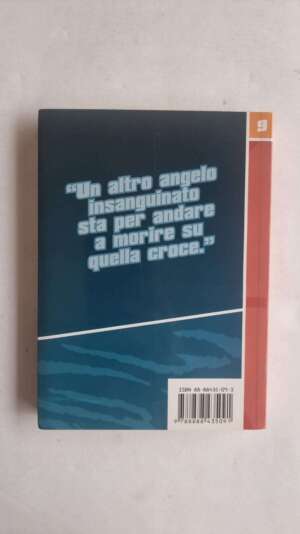 9
“Un altro angelo
insanguinato
sta per andare
a morire su
quella croce.”